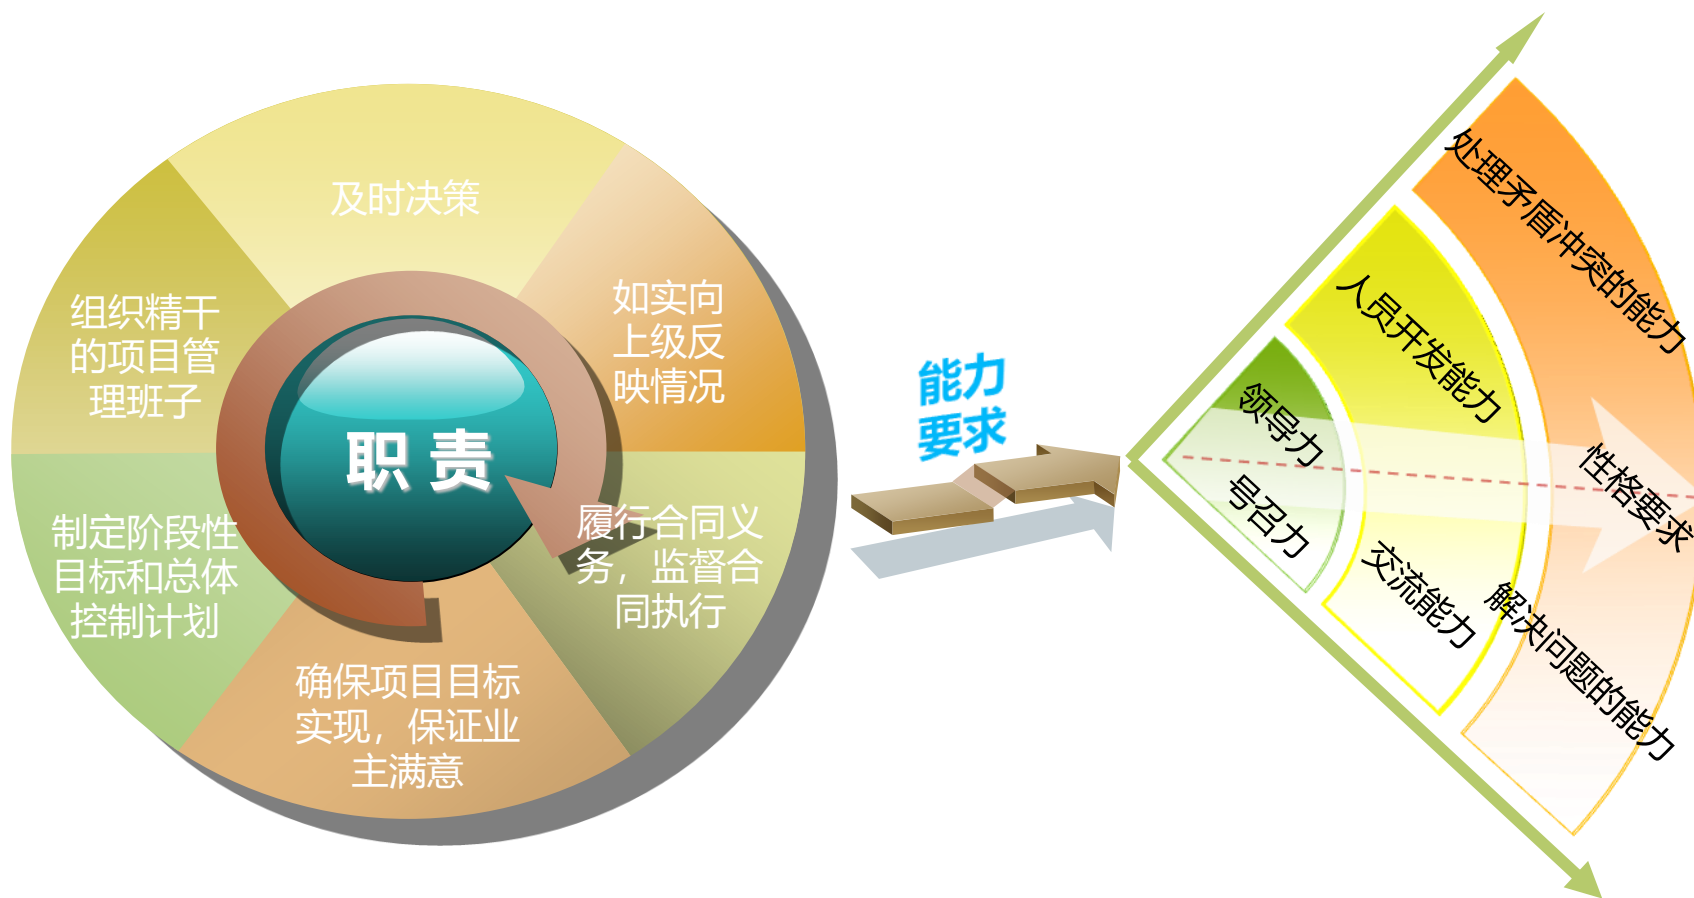 及时决策
如实向
上级反
映情况
履行合同义
务，监督合
同执行
确保项目目标
实现，保证业
主满意
制定阶段性
目标和总体
控制计划
组织精干
的项目管
理班子
职 责
能力
要求
领导力
号召力
人员开发能力
交流能力
处理矛盾冲突的能力
性格要求
解决问题的能力